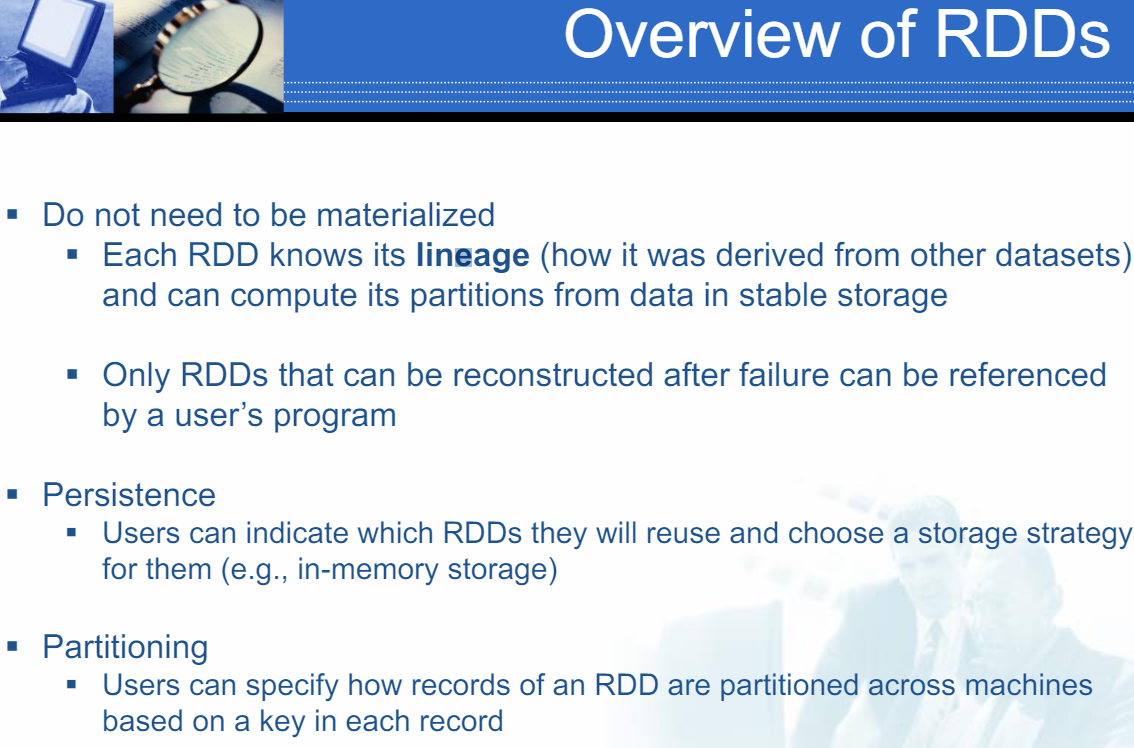 Overview of RDDs
▪ Do not need to be materialized
▪ Each RDD knows its lineage (how it was derived from other datasets)
and can compute its partitions from data in stable storage
▪ Only RDDs that can be reconstructed after failure can be referenced
by a user’s program
▪ Persistence
▪ Users can indicate which RDDs they will reuse and choose a storage strategy
for them (e.g., in-memory storage)
▪ Partitioning
▪ Users can specify how records of an RDD are partitioned across machines
based on a key in each record